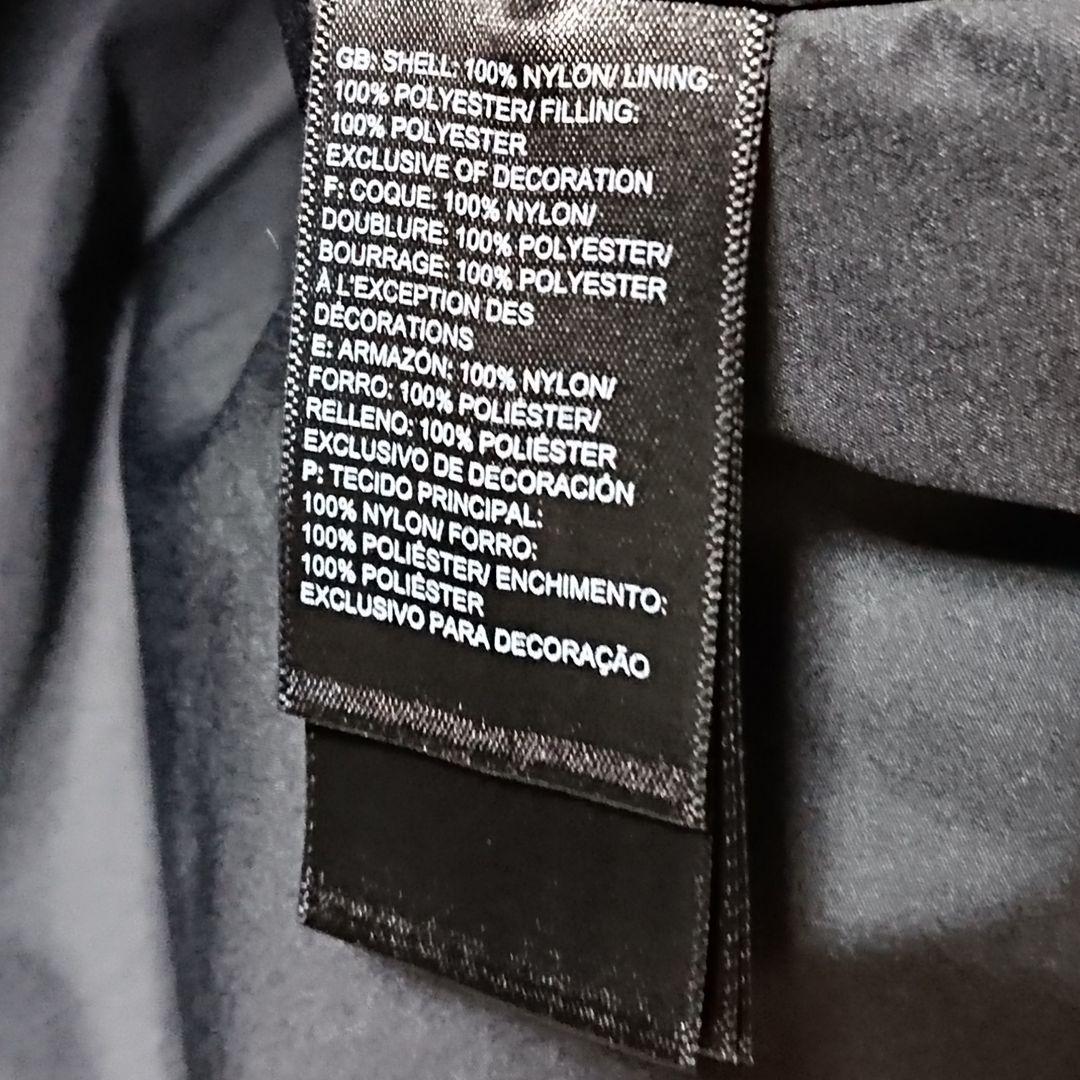 GB: SHELL: 100% NYLON/ LINING:
100% POLYESTER/ FILLING:
100% POLYESTER
EXCLUSIVE OF DECORATION
F: COQUE: 100% NYLON/
DOUBLURE: 100% POLYESTER/
BOURRAGE: 100% POLYESTER
À L'EXCEPTION DES
DÉCORATIONS
E: ARMAZÓN: 100% NYLON/
FORRO: 100% POLIÉSTER/
RELLENO: 100% POLIÉSTER
EXCLUSIVO DE DECORACIÓN
P: TECIDO PRINCIPAL:
100% NYLON/ FORRO:
100% POLIÉSTER/ ENCHIMENTO:
100% POLIÉSTER
EXCLUSIVO PARA DECORAÇÃO